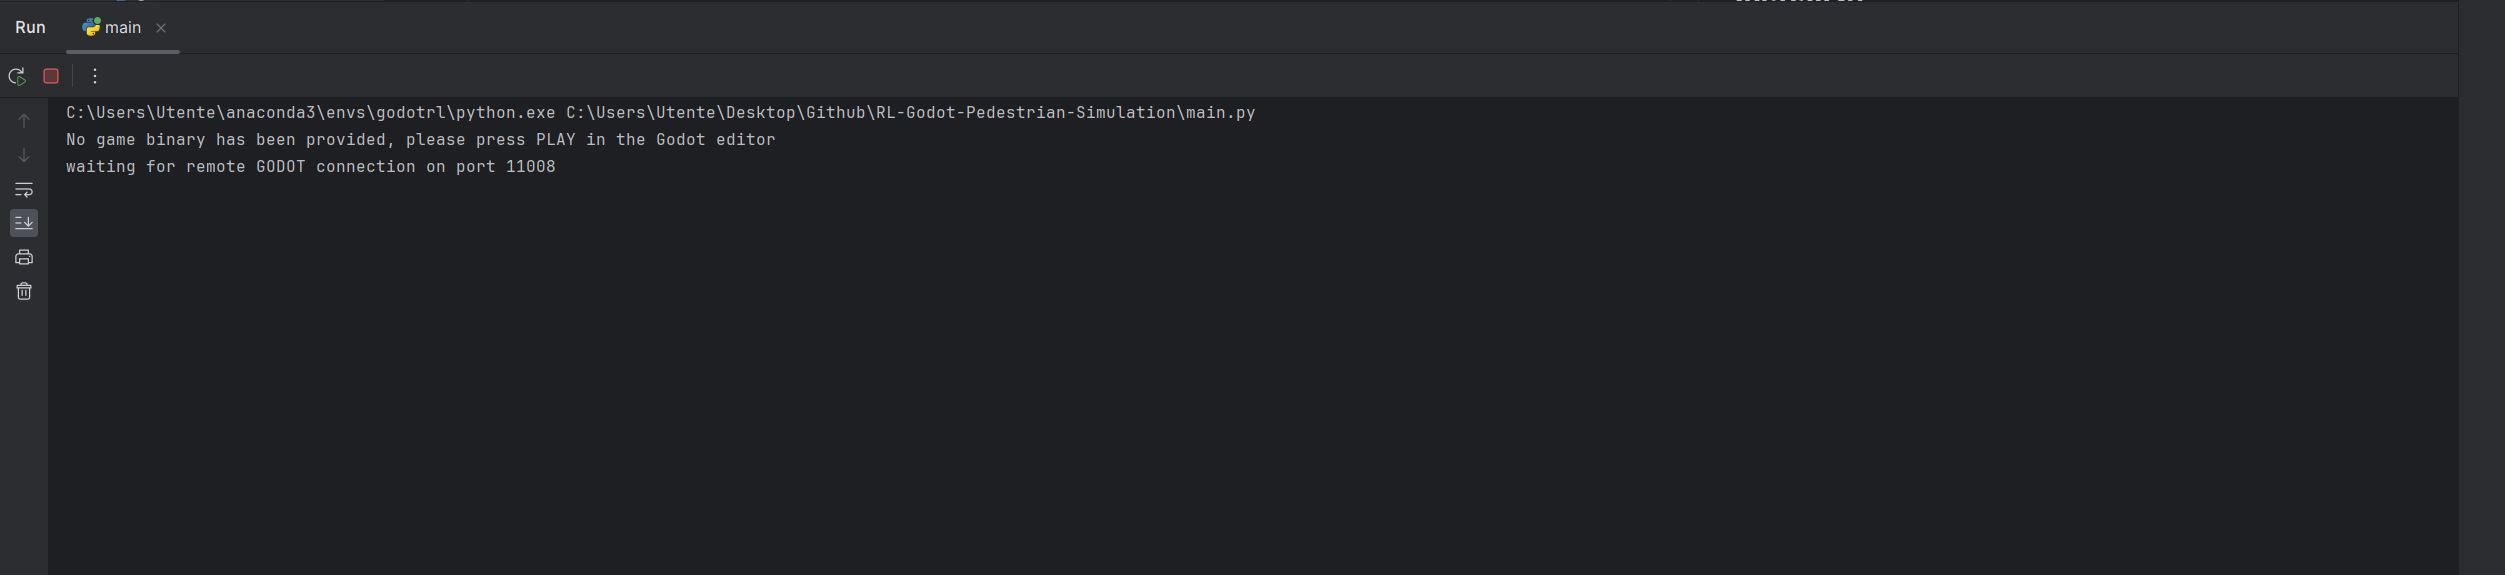 Run
main
C:\Users\Utente\anaconda3\envs\godotrl\python.exe C:\Users\Utente\Desktop\Github\RL-Godot-Pedestrian-Simulation\main.py
No game binary has been provided, please press PLAY in the Godot editor
waiting for remote GODOT connection on port 11008